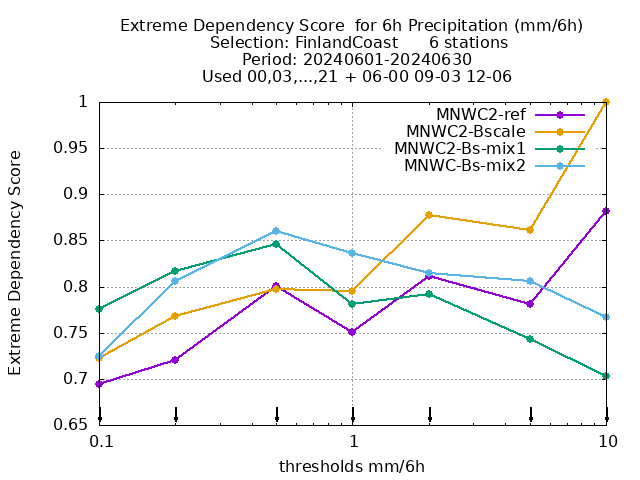 Extreme Dependency Score  for 6h Precipitation (mm/6h)
Selection: FinlandCoast      6 stations
Period: 20240601-20240630
Used 00,03,...,21 + 06-00 09-03 12-06
MNWC2-ref
MNWC2-Bscale
MNWC2-Bs-mix1
MNWC-Bs-mix2
Extreme Dependency Score
1
0.95
0.9
0.85
0.8
0.75
0.7
0.65
0.1 1 10
thresholds mm/6h